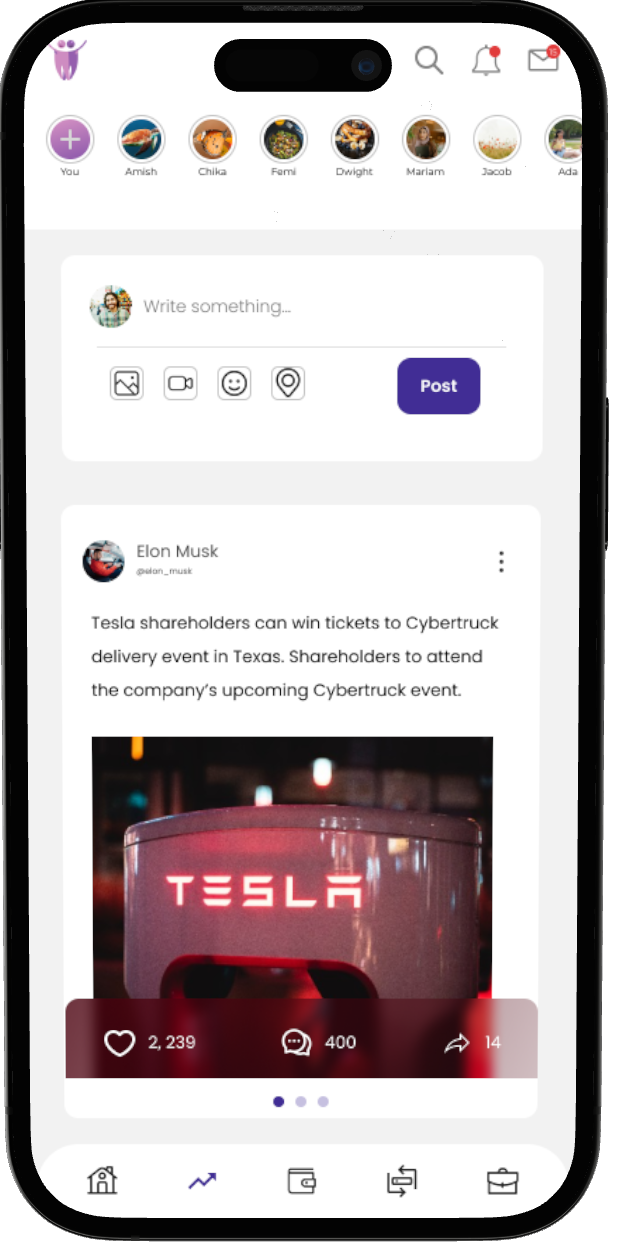 15
You Amish Chika Femi Dwight Mariam Jacob Ada
Write something...
Post
Elon Musk
@elon_musk
Tesla shareholders can win tickets to Cybertruck
delivery event in Texas. Shareholders to attend
the company's upcoming Cybertruck event.
TESLA
2, 239 400 14